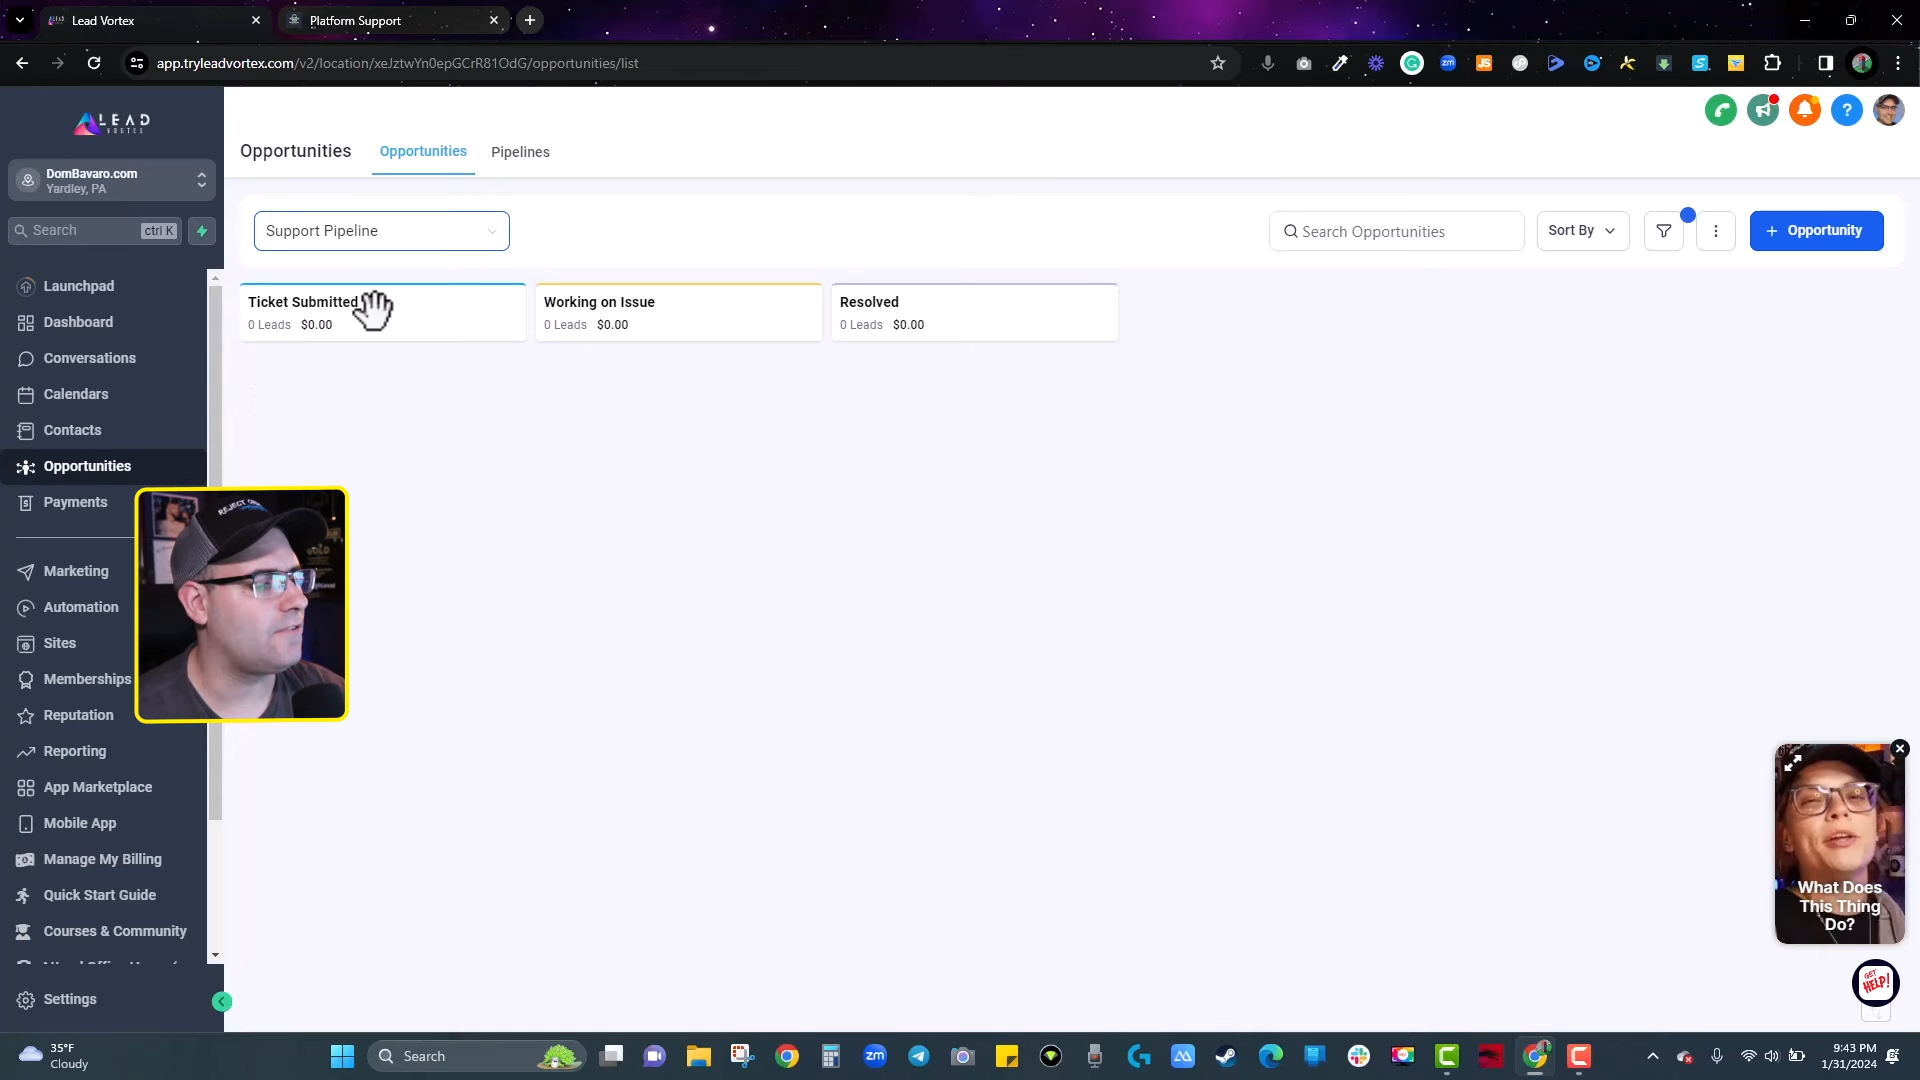 Lead Vortex
Platform Support
app.tryleadvortex.com/v2/location/xeJztwYn0epGCrR81OdG/opportunities/list
LEAD
VORTEX
DomBavaro.com
Yardley, PA
Search
ctrl K
Launchpad
Dashboard
Conversations
Calendars
Contacts
Opportunities
Payments
Marketing
Automation
Sites
Memberships
Reputation
Reporting
App Marketplace
Mobile App
Manage My Billing
Quick Start Guide
Courses & Community
Settings
Opportunities
Opportunities
Pipelines
Support Pipeline
Search Opportunities
Sort By
+ Opportunity
Ticket Submitted
0 Leads $0.00
Working on Issue
0 Leads $0.00
Resolved
0 Leads $0.00
What Does
This Thing
Do?
GET
HELP!
35°F
Cloudy
Search
zm
9:43 PM
1/31/2024